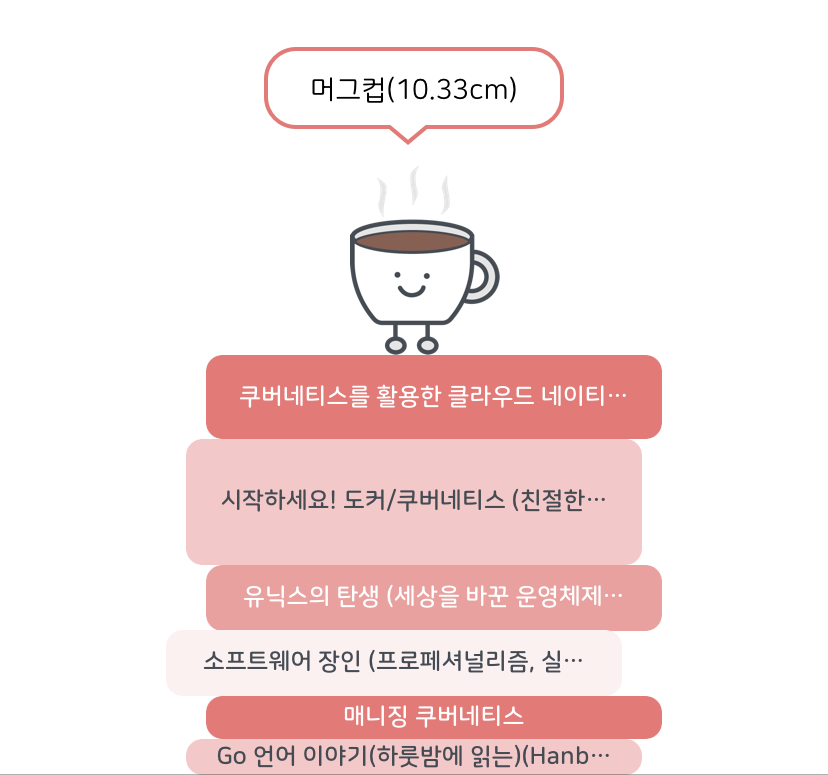 머그컵(10.33cm)
쿠버네티스를 활용한 클라우드 네이티…
시작하세요! 도커/쿠버네티스 (친절한…
유닉스의 탄생 (세상을 바꾼 운영체제…
소프트웨어 장인 (프로페셔널리즘, 실…
매니징 쿠버네티스
Go 언어 이야기(하룻밤에 읽는)(Hanb…